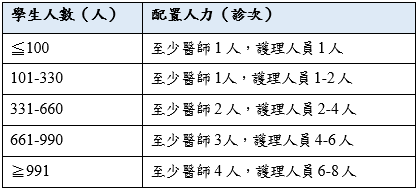 學生人數（人） 配置人力（診次）
≦100 至少醫師 1 人，護理人員 1 人
101-330 至少醫師 1人，護理人員 1-2 人
331-660 至少醫師 2 人，護理人員 2-4 人
661-990 至少醫師 3人，護理人員 4-6 人
≧991 至少醫師 4 人，護理人員 6-8 人